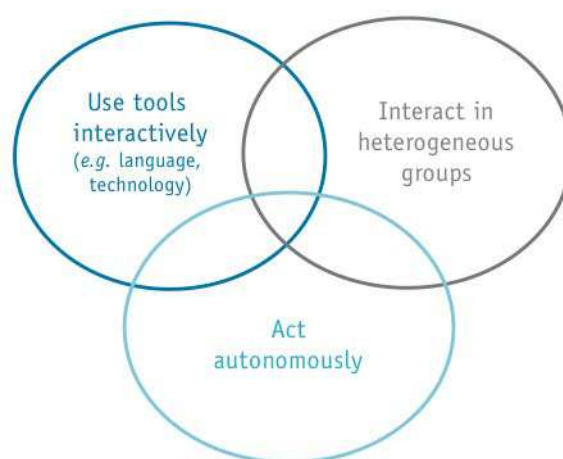 Use tools
interactively
(e.g. language,
technology)
Interact in
heterogeneous
groups
Act
autonomously